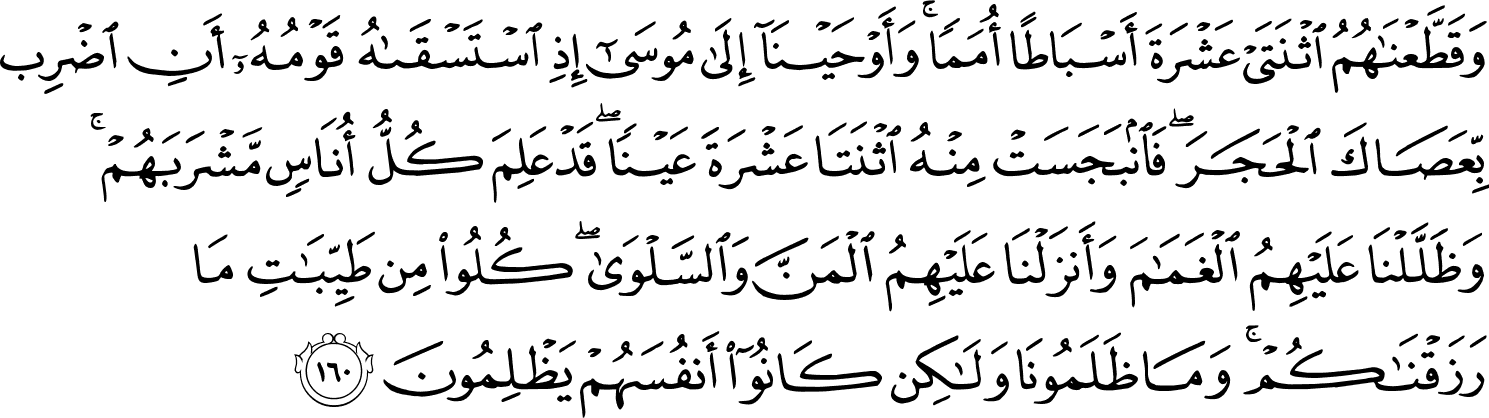 وَقَطَّعْنَٰهُمُ ٱثْنَتَىْ عَشْرَةَ أَسْبَاطًا أُمَمًا ۚ وَأَوْحَيْنَآ إِلَىٰ مُوسَىٰٓ إِذِ ٱسْتَسْقَىٰهُ قَوْمُهُۥٓ أَنِ ٱضْرِب
بِّعَصَاكَ ٱلْحَجَرَ ۖ فَٱنۢبَجَسَتْ مِنْهُ ٱثْنَتَا عَشْرَةَ عَيْنًا ۖ قَدْ عَلِمَ كُلُّ أُنَاسٍ مَّشْرَبَهُمْ ۚ
وَظَلَّلْنَا عَلَيْهِمُ ٱلْغَمَٰمَ وَأَنزَلْنَا عَلَيْهِمُ ٱلْمَنَّ وَٱلسَّلْوَىٰ ۖ كُلُوا۟ مِن طَيِّبَٰتِ مَا
رَزَقْنَٰكُمْ ۚ وَمَا ظَلَمُونَا وَلَٰكِن كَانُوٓا۟ أَنفُسَهُمْ يَظْلِمُونَ ١٦٠